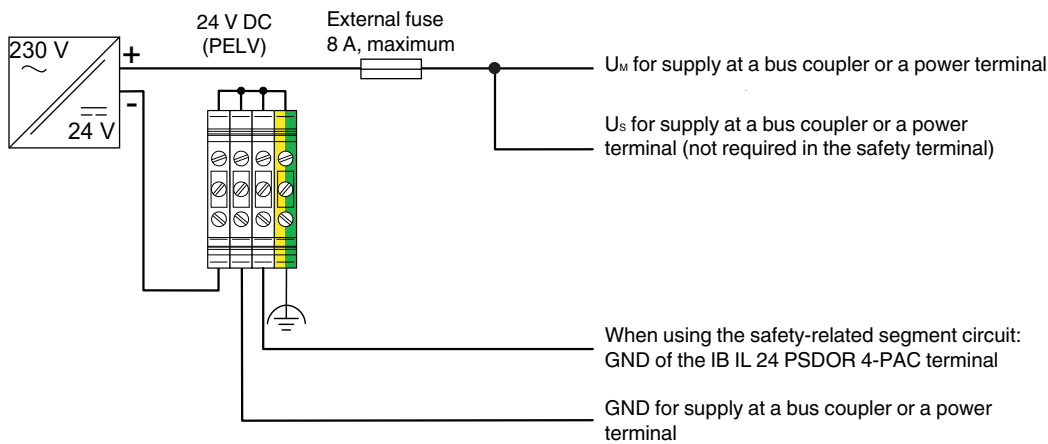 24 V DC
(PELV)
External fuse
8 A, maximum
230 V
+
-
24 V
UM for supply at a bus coupler or a power terminal
US for supply at a bus coupler or a power
terminal (not required in the safety terminal)
When using the safety-related segment circuit:
GND of the IB IL 24 PSDOR 4-PAC terminal
GND for supply at a bus coupler or a power
terminal